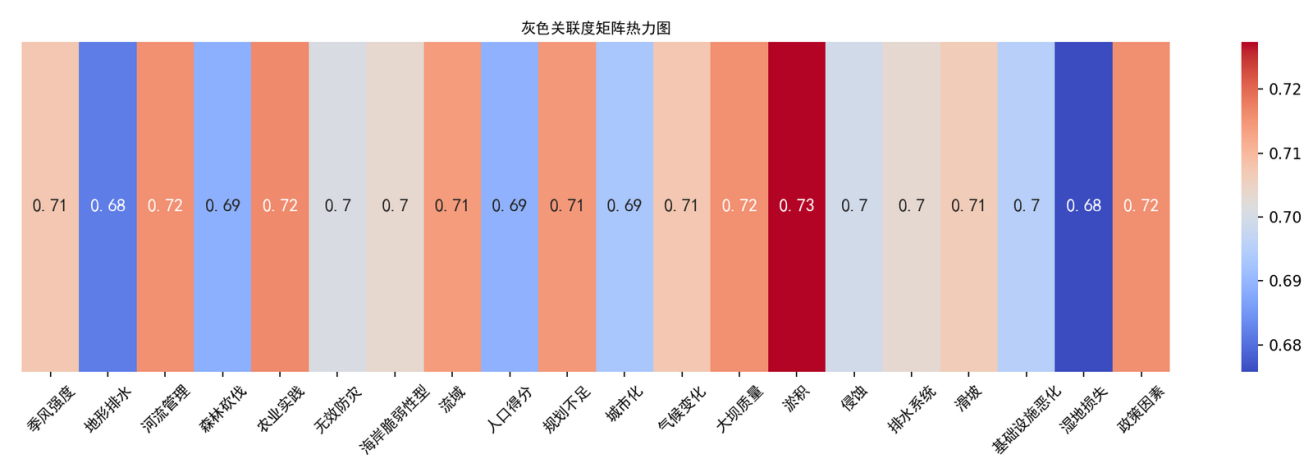 灰色关联度矩阵热力图
0.71 0.68 0.72 0.69 0.72 0.7 0.7 0.71 0.69 0.71 0.69 0.71 0.72 0.73 0.7 0.7 0.71 0.7 0.68 0.72
季风强度 地形排水 河流管理 森林砍伐 农业实践 无效防灾 海岸脆弱性型 流域 人口得分 规划不足 城市化 气候变化 大坝质量 淤积 侵蚀 排水系统 滑坡 基础设施恶化 湿地损失 政策因素
0.72
0.71
0.70
0.69
0.68